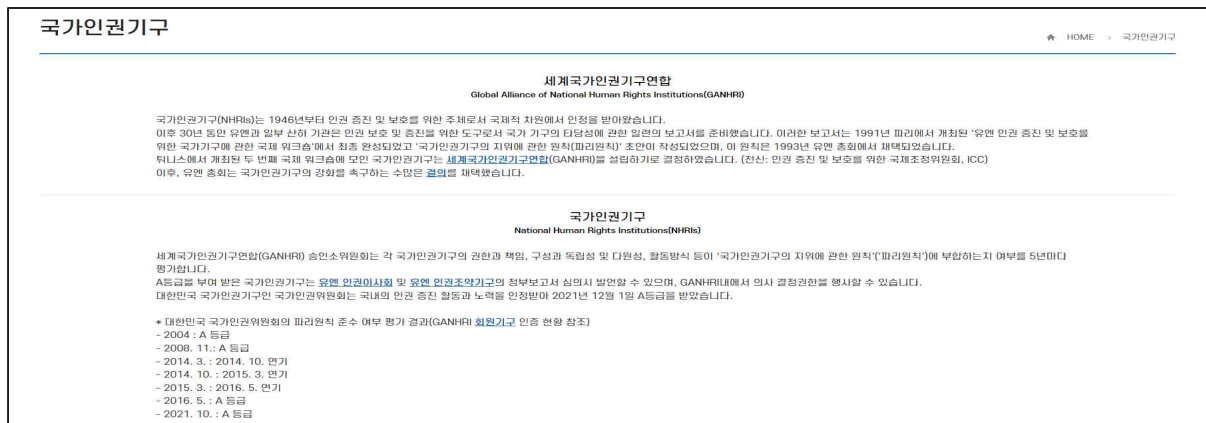 국가인권기구
HOME > 국가인권기구
세계국가인권기구연합
Global Alliance of National Human Rights Institutions(GANHRI)
국가인권기구(NHRIs)는 1946년부터 인권 증진 및 보호를 위한 주체로서 국제적 차원에서 인정을 받아왔습니다.
이후 30년 동안 유엔과 일부 산하 기관은 인권 보호 및 증진을 위한 도구로서 국가 기구의 타당성에 관한 일련의 보고서를 준비했습니다. 이러한 보고서는 1991년 파리에서 개최된 '유엔 인권 증진 및 보호를
위한 국가기구에 관한 국제 워크숍'에서 최종 완성되었고 '국가인권기구의 지위에 관한 원칙(파리원칙)' 초안이 작성되었으며, 이 원칙은 1993년 유엔 총회에서 채택되었습니다.
튀니스에서 개최된 두 번째 국제 워크숍에 모인 국가인권기구는 세계국가인권기구연합(GANHRI)을 설립하기로 결정하였습니다. (전신: 인권 증진 및 보호를 위한 국제조정위원회, ICC)
이후, 유엔 총회는 국가인권기구의 강화를 촉구하는 수많은 결의를 채택했습니다.
국가인권기구
National Human Rights Institutions(NHRIs)
세계국가인권기구연합(GANHRI) 승인소위원회는 각 국가인권기구의 권한과 책임, 구성과 독립성 및 다원성, 활동방식 등이 '국가인권기구의 지위에 관한 원칙'('파리원칙')에 부합하는지 여부를 5년마다
평가합니다.
A등급을 부여 받은 국가인권기구는 유엔 인권이사회 및 유엔 인권조약기구의 정부보고서 심의시 발언할 수 있으며, GANHRI내에서 의사 결정권한을 행사할 수 있습니다.
대한민국 국가인권기구인 국가인권위원회는 국내의 인권 증진 활동과 노력을 인정받아 2021년 12월 1일 A등급을 받았습니다.
* 대한민국 국가인권위원회의 파리원칙 준수 여부 평가 결과(GANHRI 회원기구 인증 현황 참조)
- 2004 : A 등급
- 2008. 11.: A 등급
- 2014. 3. : 2014. 10. 연기
- 2014. 10. : 2015. 3. 연기
- 2015. 3. : 2016. 5. 연기
- 2016. 5. : A 등급
- 2021. 10. : A 등급